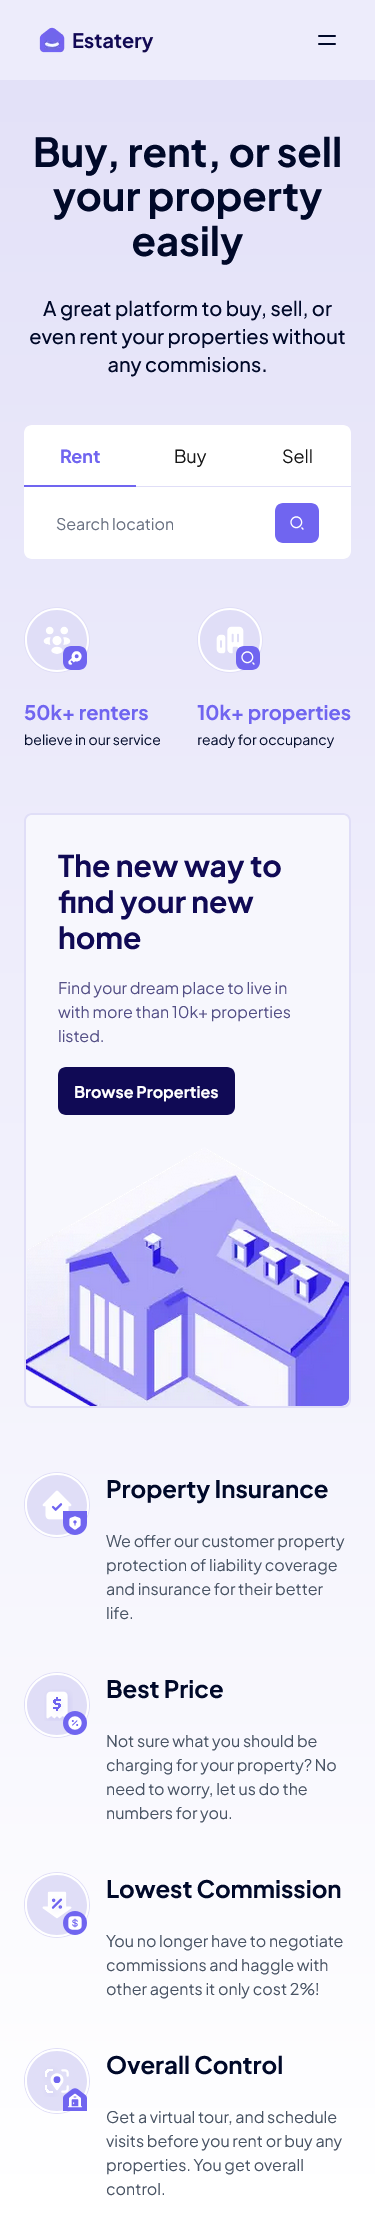 Estatery
Buy, rent, or sell
your property
easily
A great platform to buy, sell, or
even rent your properties without
any commisions.
Rent Buy Sell
Search location
50k+ renters
believe in our service
10k+ properties
ready for occupancy
The new way to
find your new
home
Find your dream place to live in
with more than 10k+ properties
listed.
Browse Properties
Property Insurance
We offer our customer property
protection of liability coverage
and insurance for their better
life.
Best Price
Not sure what you should be
charging for your property? No
need to worry, let us do the
numbers for you.
Lowest Commission
You no longer have to negotiate
commissions and haggle with
other agents it only cost 2%!
Overall Control
Get a virtual tour, and schedule
visits before you rent or buy any
properties. You get overall
control.